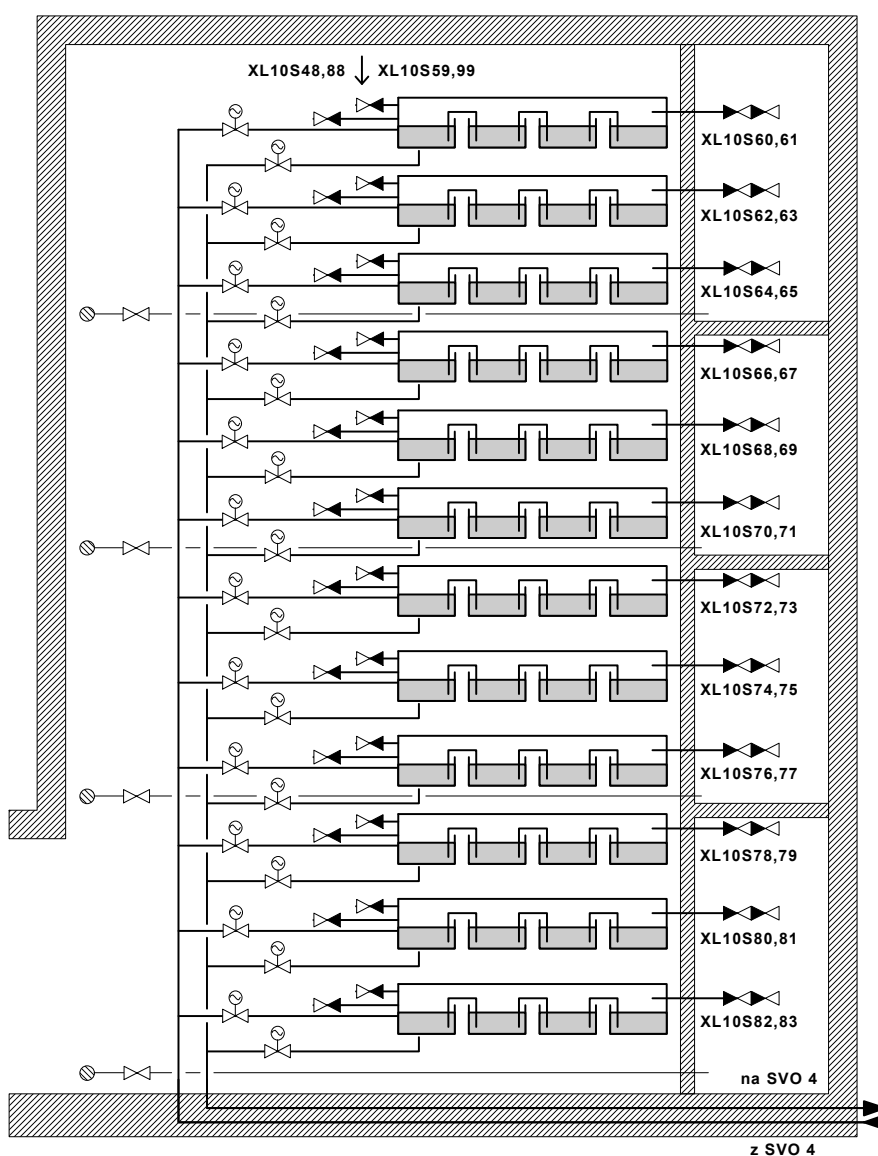 XL10S48,88 XL10S59,99
XL10S60,61
XL10S62,63
XL10S64,65
XL10S66,67
XL10S68,69
XL10S70,71
XL10S72,73
XL10S74,75
XL10S76,77
XL10S78,79
XL10S80,81
XL10S82,83
na SVO 4
z SVO 4